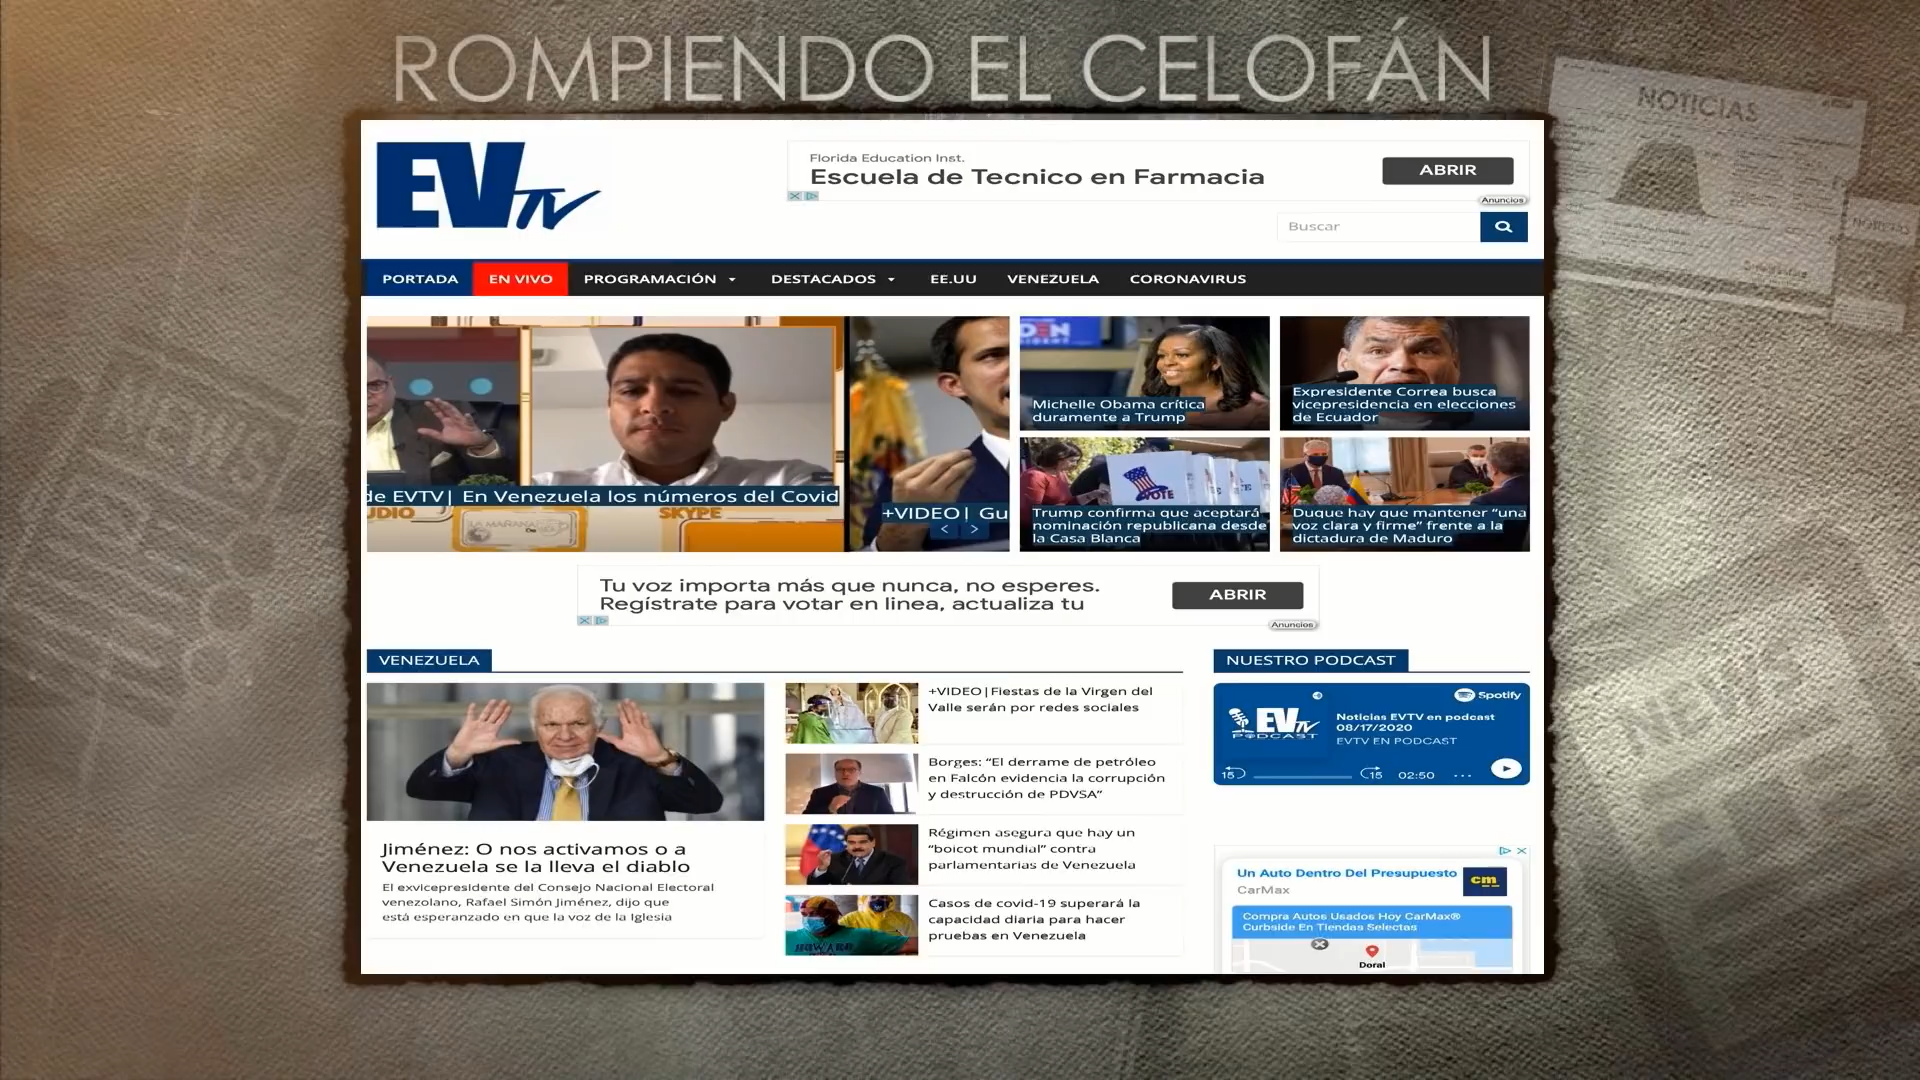 ROMPIENDO EL CELOFÁN
NOTICIAS
EVTV
Florida Education Inst.
Escuela de Tecnico en Farmacia
ABRIR
Anuncios
Buscar
PORTADA
EN VIVO
PROGRAMACIÓN
DESTACADOS
EE.UU
VENEZUELA
CORONAVIRUS
de EVTV| En Venezuela los números del Covid
LA MAÑANA
SKYPE
+VIDEO| Gu
< >
Michelle Obama crítica
duramente a Trump
Expresidente Correa busca
vicepresidencia en elecciones
de Ecuador
VOTE
Trump confirma que aceptará
nominación republicana desde
la Casa Blanca
Duque hay que mantener “una
voz clara y firme” frente a la
dictadura de Maduro
Tu voz importa más que nunca, no esperes.
Regístrate para votar en linea, actualiza tu
ABRIR
Anuncios
VENEZUELA
Jiménez: O nos activamos o a
Venezuela se la lleva el diablo
El exvicepresidente del Consejo Nacional Electoral
venezolano, Rafael Simón Jiménez, dijo que
está esperanzado en que la voz de la Iglesia
+VIDEO|Fiestas de la Virgen del
Valle serán por redes sociales
Borges: “El derrame de petróleo
en Falcón evidencia la corrupción
y destrucción de PDVSA”
Régimen asegura que hay un
“boicot mundial” contra
parlamentarias de Venezuela
Casos de covid-19 superará la
capacidad diaria para hacer
pruebas en Venezuela
NUESTRO PODCAST
Spotify
EVTV
PODCAST
Noticias EVTV en podcast
08/17/2020
EVTV EN PODCAST
15
15
02:50
Un Auto Dentro Del Presupuesto
CarMax
cm
Compra Autos Usados Hoy CarMax®
Curbside En Tiendas Selectas
Doral